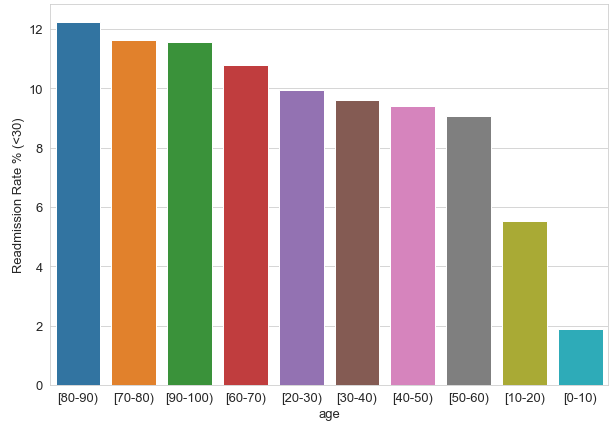 Readmission Rate % (<30)
12
10
8
6
4
2
0
[80-90) [70-80) [90-100) [60-70) [20-30) [30-40) [40-50) [50-60) [10-20) [0-10)
age